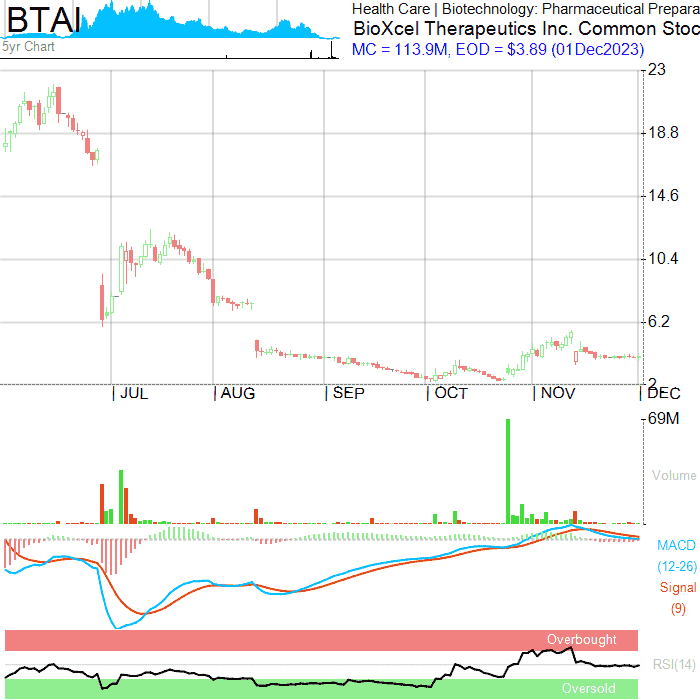 BTAI
5yr Chart
Health Care | Biotechnology: Pharmaceutical Prepara
BioXcel Therapeutics Inc. Common Stoc
MC = 113.9M, EOD = $3.89 (01Dec2023)
23
18.8
14.6
10.4
6.2
2
| JUL | AUG | SEP | OCT | NOV | DEC
69M
Volume
MACD
(12-26)
Signal
(9)
Overbought
RSI(14)
Oversold